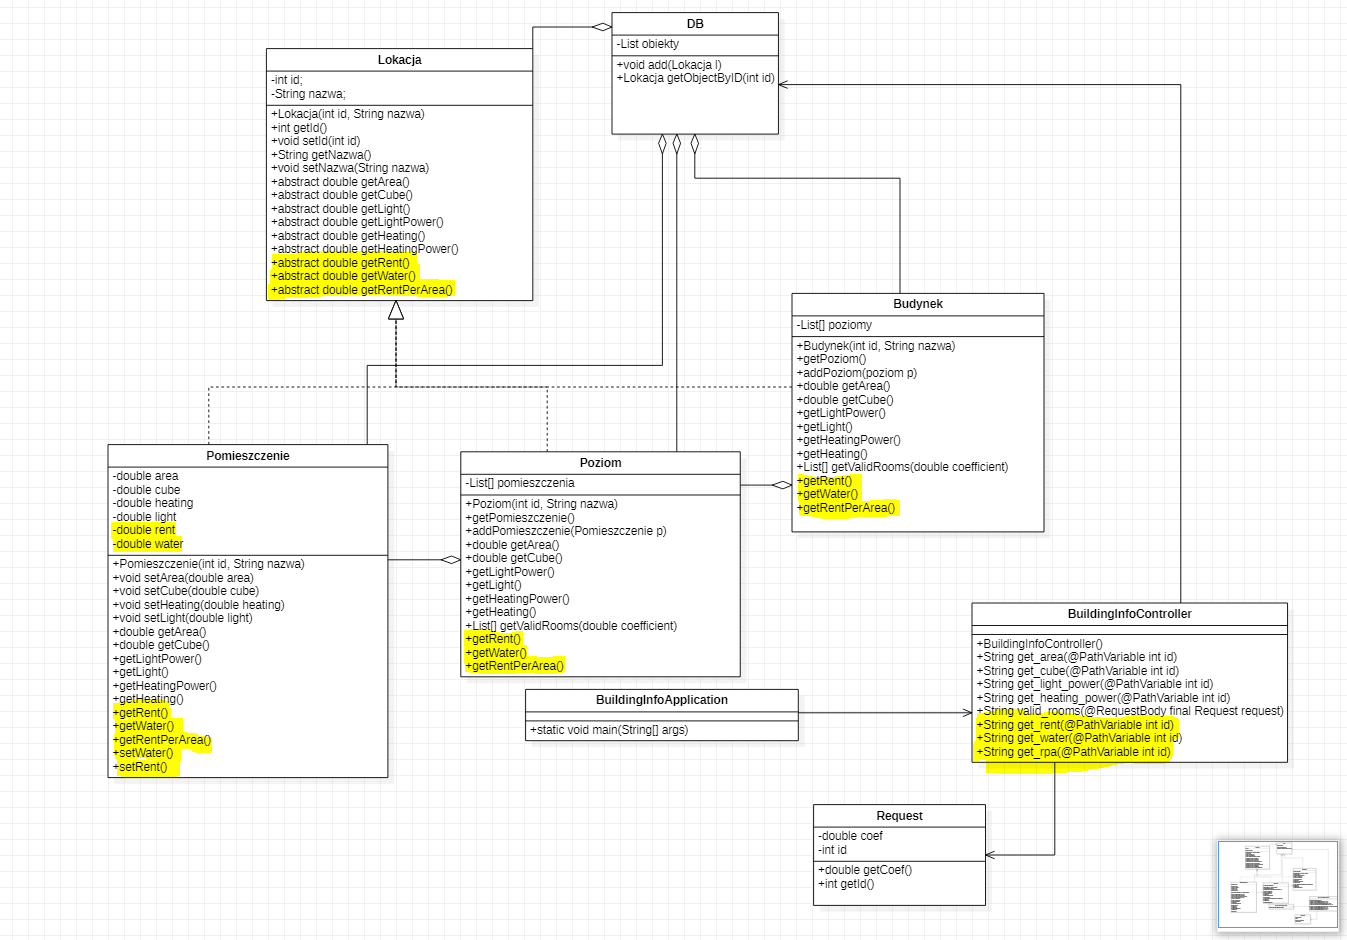 DB
-List obiekty
+void add(Lokacja l)
+Lokacja getObjectByID(int id)
Lokacja
-int id;
-String nazwa;
+Lokacja(int id, String nazwa)
+int getId()
+void setId(int id)
+String getNazwa()
+void setNazwa(String nazwa)
+abstract double getArea()
+abstract double getCube()
+abstract double getLight()
+abstract double getLightPower()
+abstract double getHeating()
+abstract double getHeatingPower()
+abstract double getRent()
+abstract double getWater()
+abstract double getRentPerArea()
Budynek
-List[] poziomy
+Budynek(int id, String nazwa)
+getPoziom()
+addPoziom(poziom p)
+double getArea()
+double getCube()
+getLightPower()
+getLight()
+getHeatingPower()
+getHeating()
+List[] getValidRooms(double coefficient)
+getRent()
+getWater()
+getRentPerArea()
Pomieszczenie
-double area
-double cube
-double heating
-double light
-double rent
-double water
+Pomieszczenie(int id, String nazwa)
+void setArea(double area)
+void setCube(double cube)
+void setHeating(double heating)
+void setLight(double light)
+double getArea()
+double getCube()
+getLightPower()
+getLight()
+getHeatingPower()
+getHeating()
+getRent()
+getWater()
+getRentPerArea()
+setWater()
+setRent()
Poziom
-List[] pomieszczenia
+Poziom(int id, String nazwa)
+getPomieszczenie()
+addPomieszczenie(Pomieszczenie p)
+double getArea()
+double getCube()
+getLightPower()
+getLight()
+getHeatingPower()
+getHeating()
+List[] getValidRooms(double coefficient)
+getRent()
+getWater()
+getRentPerArea()
BuildingInfoApplication
+static void main(String[] args)
BuildingInfoController
+BuildingInfoController()
+String get_area(@PathVariable int id)
+String get_cube(@PathVariable int id)
+String get_light_power(@PathVariable int id)
+String get_heating_power(@PathVariable int id)
+String valid_rooms(@RequestBody final Request request)
+String get_rent(@PathVariable int id)
+String get_water(@PathVariable int id)
+String get_rpa(@PathVariable int id)
Request
-double coef
-int id
+double getCoef()
+int getId()